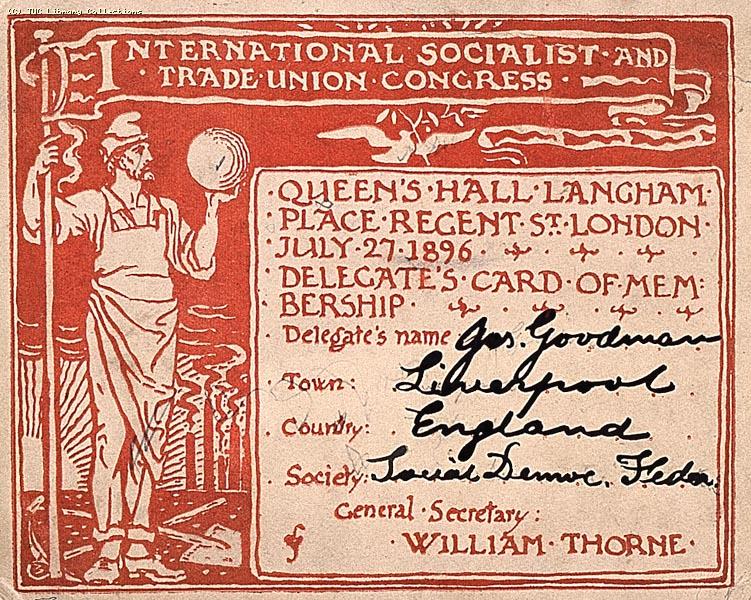 (C) TUC Library Collections
INTERNATIONAL SOCIALIST · AND
· TRADE · UNION · CONGRESS ·
· QUEEN'S · HALL · LANGHAM ·
PLACE · REGENT · ST · LONDON ·
JULY · 27 · 1896 ·
DELEGATE'S · CARD · OF · MEM:
BERSHIP ·
Delegate's name Jas. Goodman
Town: Liverpool
Country: England
Society: Social Democ. Feder.
General · Secretary:
· WILLIAM · THORNE ·